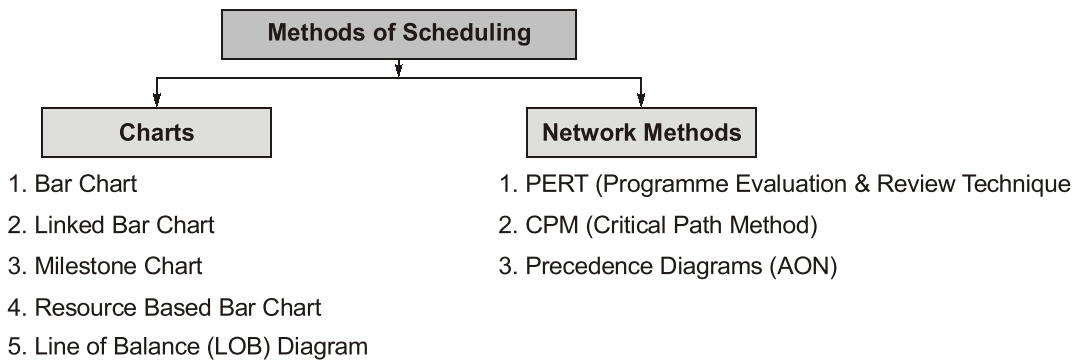 Methods of Scheduling
Charts
1. Bar Chart
2. Linked Bar Chart
3. Milestone Chart
4. Resource Based Bar Chart
5. Line of Balance (LOB) Diagram
Network Methods
1. PERT (Programme Evaluation & Review Technique
2. CPM (Critical Path Method)
3. Precedence Diagrams (AON)